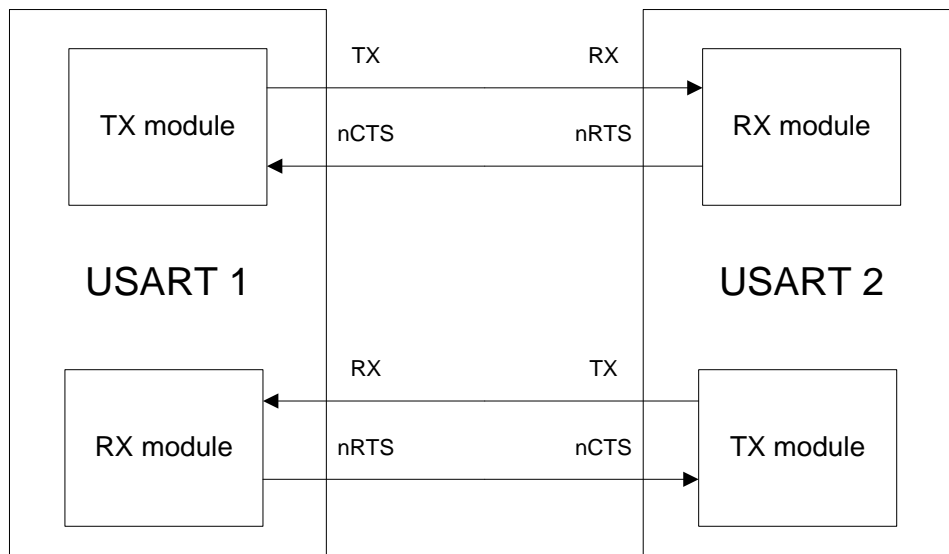 TX RX
TX module RX module
nCTS nRTS
USART 1 USART 2
RX TX
RX module TX module
nRTS nCTS